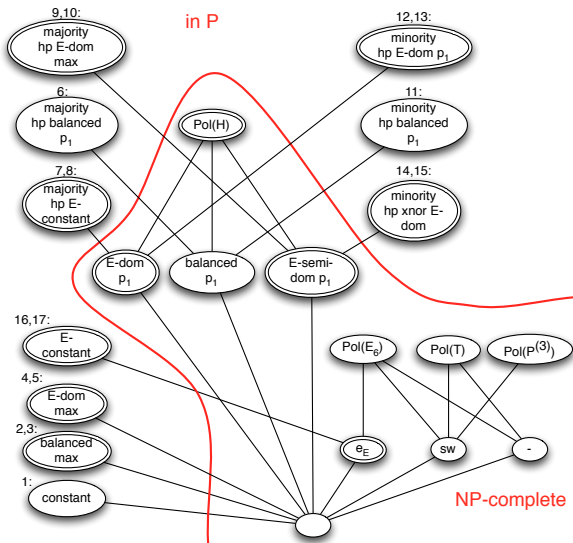 9,10:
majority
hp E-dom
max
in P
12,13:
minority
hp E-dom p1
6:
majority
hp balanced
p1
Pol(H)
11:
minority
hp balanced
p1
7,8:
majority
hp E-
constant
14,15:
minority
hp xnor E-
dom
E-dom
p1
balanced
p1
E-semi-
dom p1
16,17:
E-
constant
Pol(E6)
Pol(T)
Pol(P(3))
4,5:
E-dom
max
2,3:
balanced
max
eE
sw
-
1:
constant
NP-complete